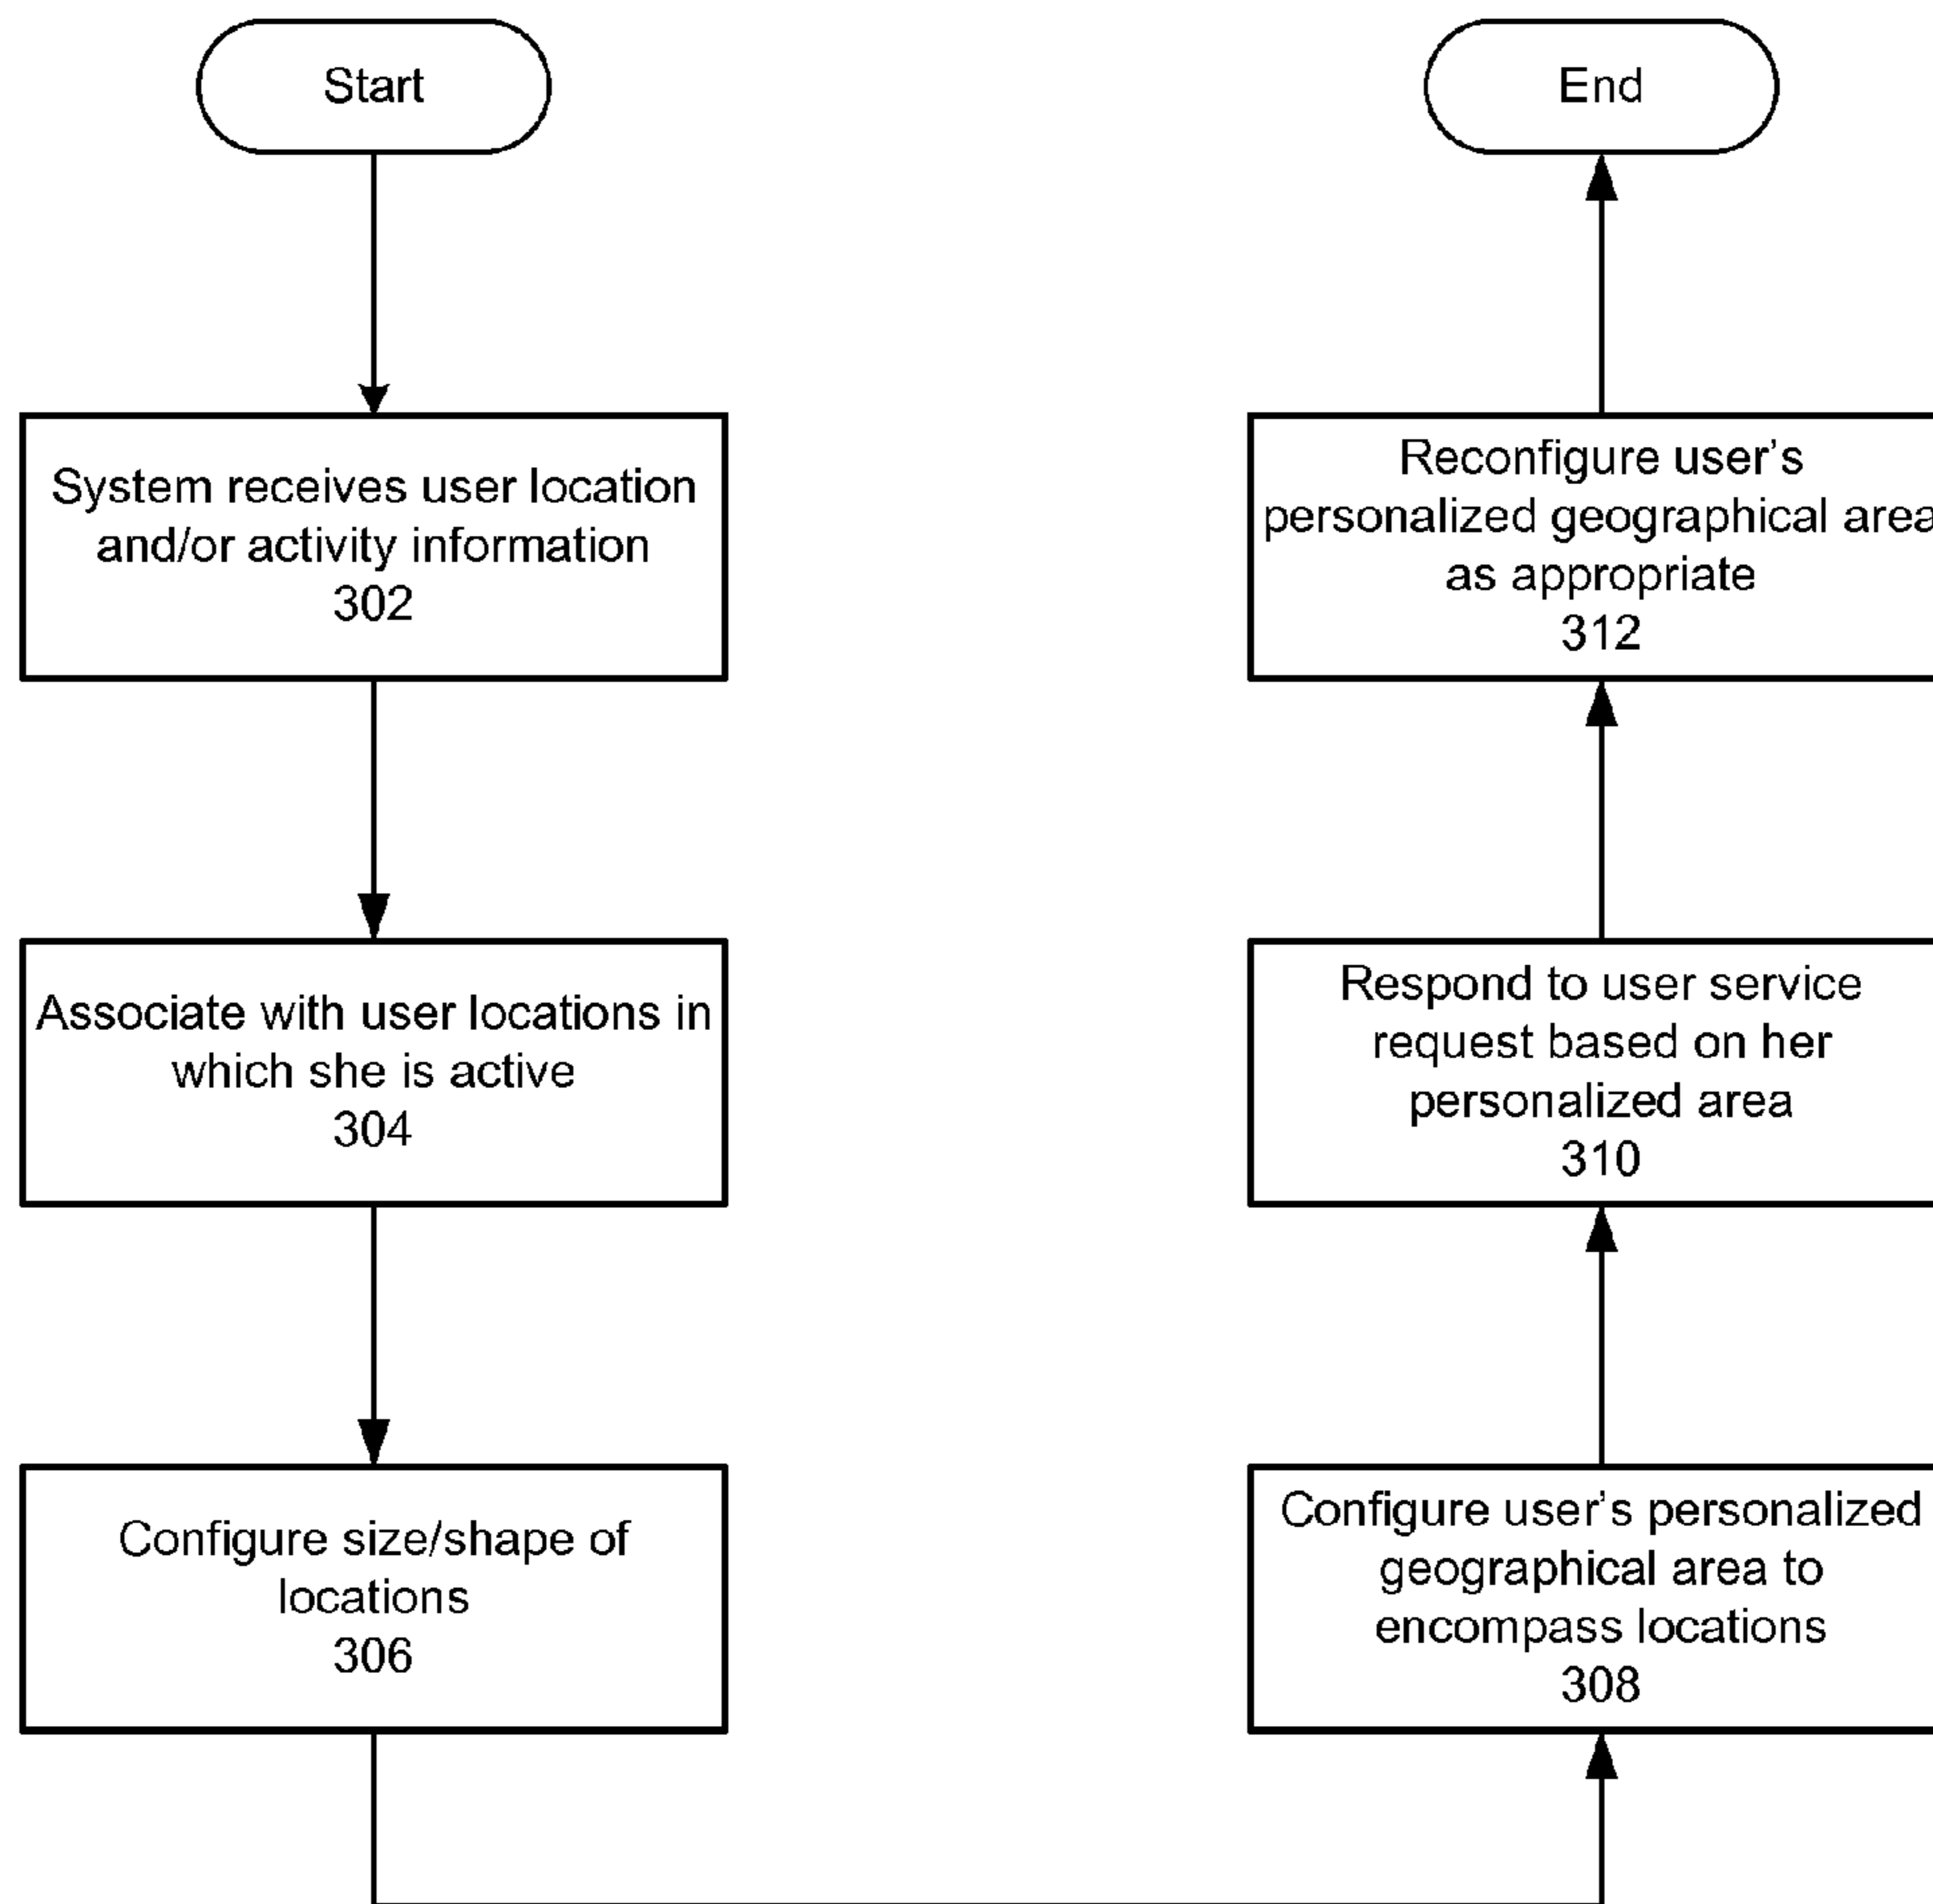 Start
System receives user location
and/or activity information
302
Associate with user locations in
which she is active
304
Configure size/shape of
locations
306
Configure user’s personalized
geographical area to
encompass locations
308
Respond to user service
request based on her
personalized area
310
Reconfigure user’s
personalized geographical area
as appropriate
312
End